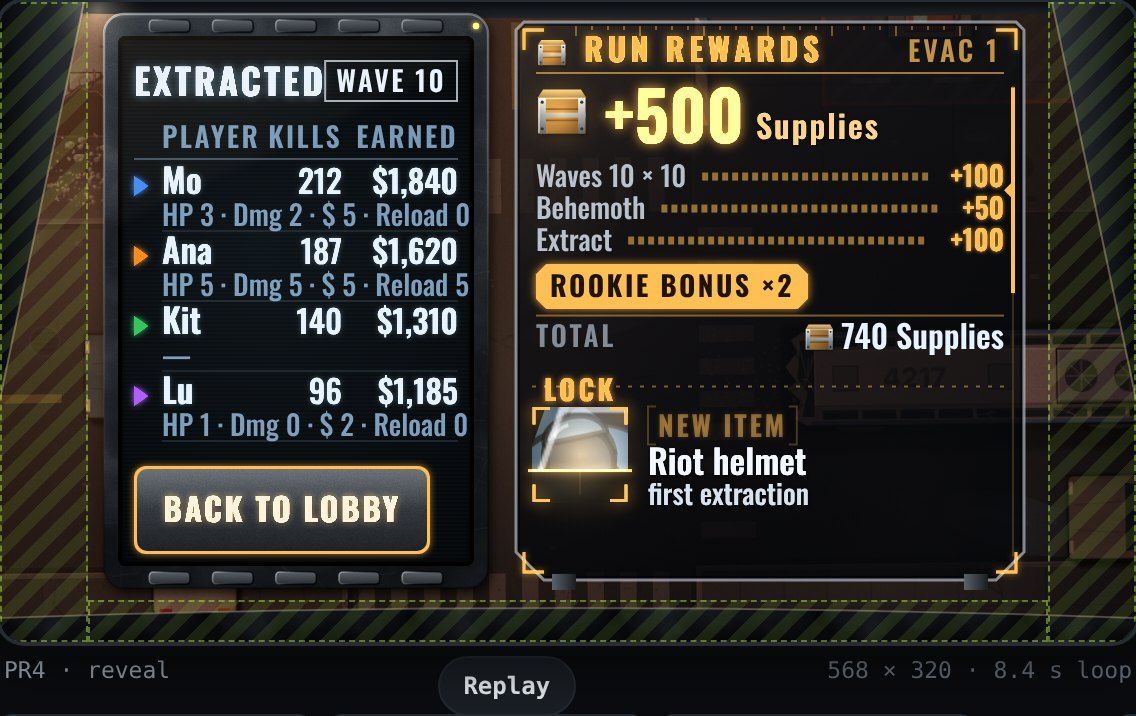 EXTRACTED WAVE 10
PLAYER KILLS EARNED
Mo 212 $1,840
HP 3 · Dmg 2 · $ 5 · Reload 0
Ana 187 $1,620
HP 5 · Dmg 5 · $ 5 · Reload 5
Kit 140 $1,310
—
Lu 96 $1,185
HP 1 · Dmg 0 · $ 2 · Reload 0
BACK TO LOBBY
RUN REWARDS EVAC 1
+500 Supplies
Waves 10 × 10 +100
Behemoth +50
Extract +100
ROOKIE BONUS ×2
TOTAL 740 Supplies
4217
LOCK
NEW ITEM
Riot helmet
first extraction
PR4 · reveal
Replay
568 × 320 · 8.4 s loop